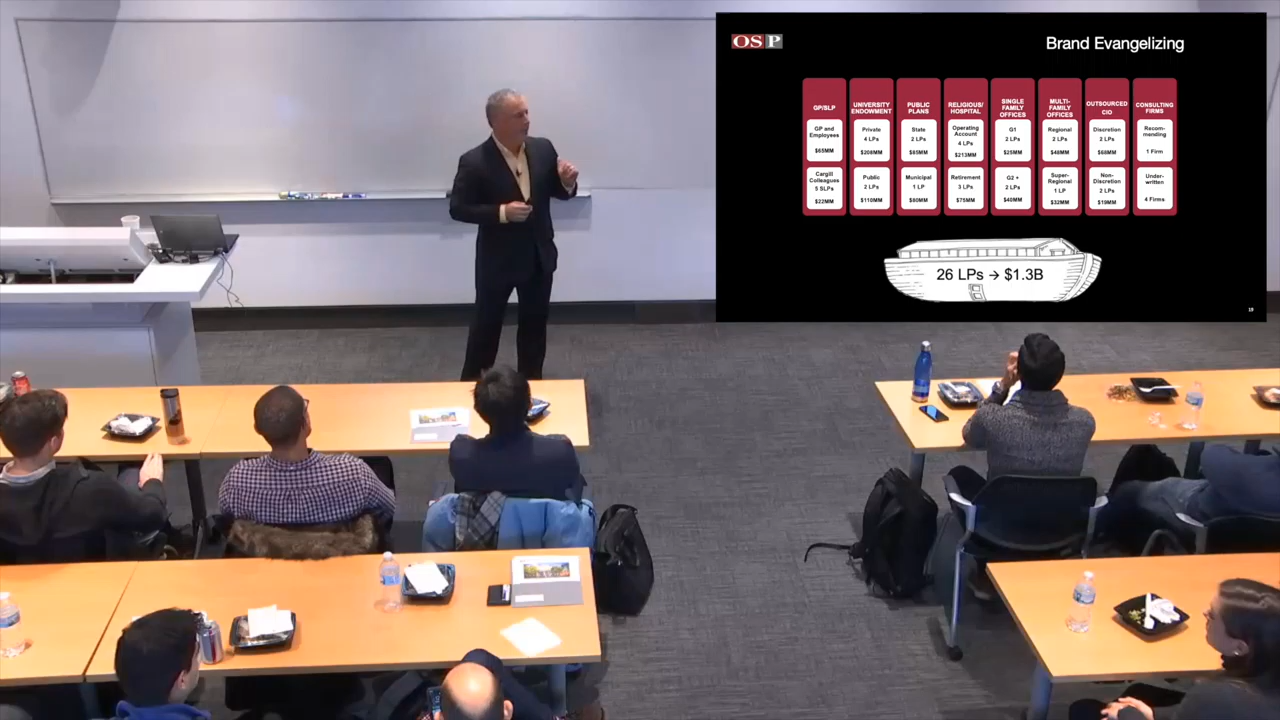 OSP
Brand Evangelizing
GP/SLP
GP and
Employees
$65MM
Cargill
Colleagues
5 SLPs
$22MM
UNIVERSITY
ENDOWMENT
Private
4 LPs
$208MM
Public
2 LPs
$110MM
PUBLIC
PLANS
State
2 LPs
$85MM
Municipal
1 LP
$80MM
RELIGIOUS/
HOSPITAL
Operating
Account
4 LPs
$213MM
Retirement
3 LPs
$75MM
SINGLE
FAMILY
OFFICES
G1
2 LPs
$25MM
G2 +
2 LPs
$40MM
MULTI-
FAMILY
OFFICES
Regional
2 LPs
$48MM
Super-
Regional
1 LP
$32MM
OUTSOURCED
CIO
Discretion
2 LPs
$68MM
Non-
Discretion
2 LPs
$19MM
CONSULTING
FIRMS
Recom-
mending
1 Firm
Under-
written
4 Firms
26 LPs → $1.3B
19